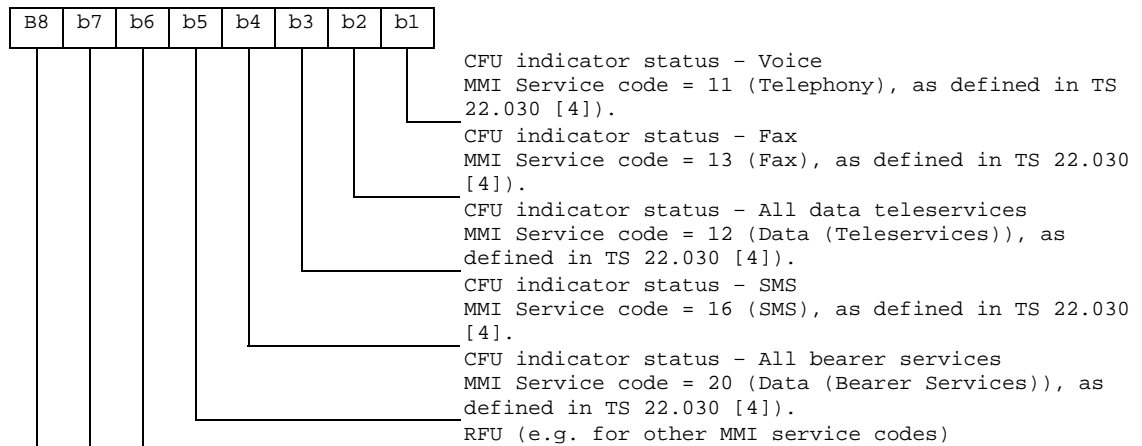 B8 b7 b6 b5 b4 b3 b2 b1
CFU indicator status – Voice
MMI Service code = 11 (Telephony), as defined in TS
22.030 [4]).
CFU indicator status – Fax
MMI Service code = 13 (Fax), as defined in TS 22.030
[4]).
CFU indicator status – All data teleservices
MMI Service code = 12 (Data (Teleservices)), as
defined in TS 22.030 [4]).
CFU indicator status – SMS
MMI Service code = 16 (SMS), as defined in TS 22.030
[4].
CFU indicator status – All bearer services
MMI Service code = 20 (Data (Bearer Services)), as
defined in TS 22.030 [4]).
RFU (e.g. for other MMI service codes)